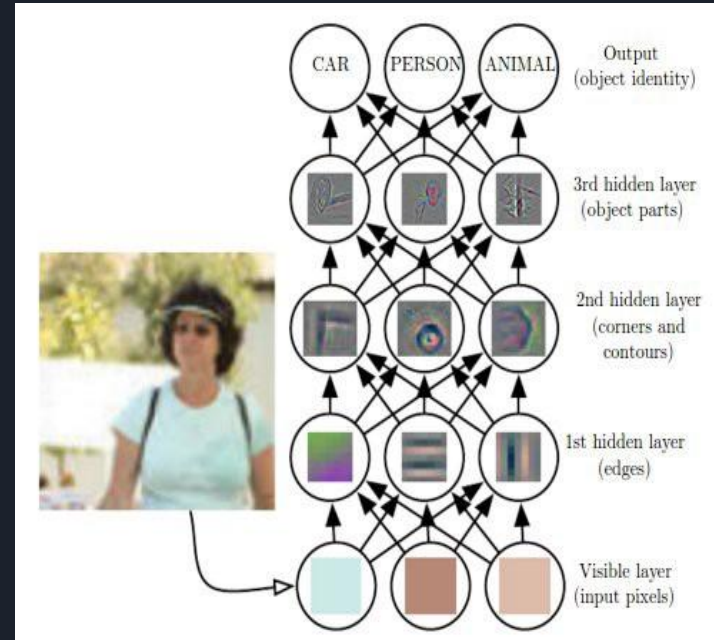 CAR PERSON ANIMAL
Output
(object identity)
3rd hidden layer
(object parts)
2nd hidden layer
(corners and
contours)
1st hidden layer
(edges)
Visible layer
(input pixels)